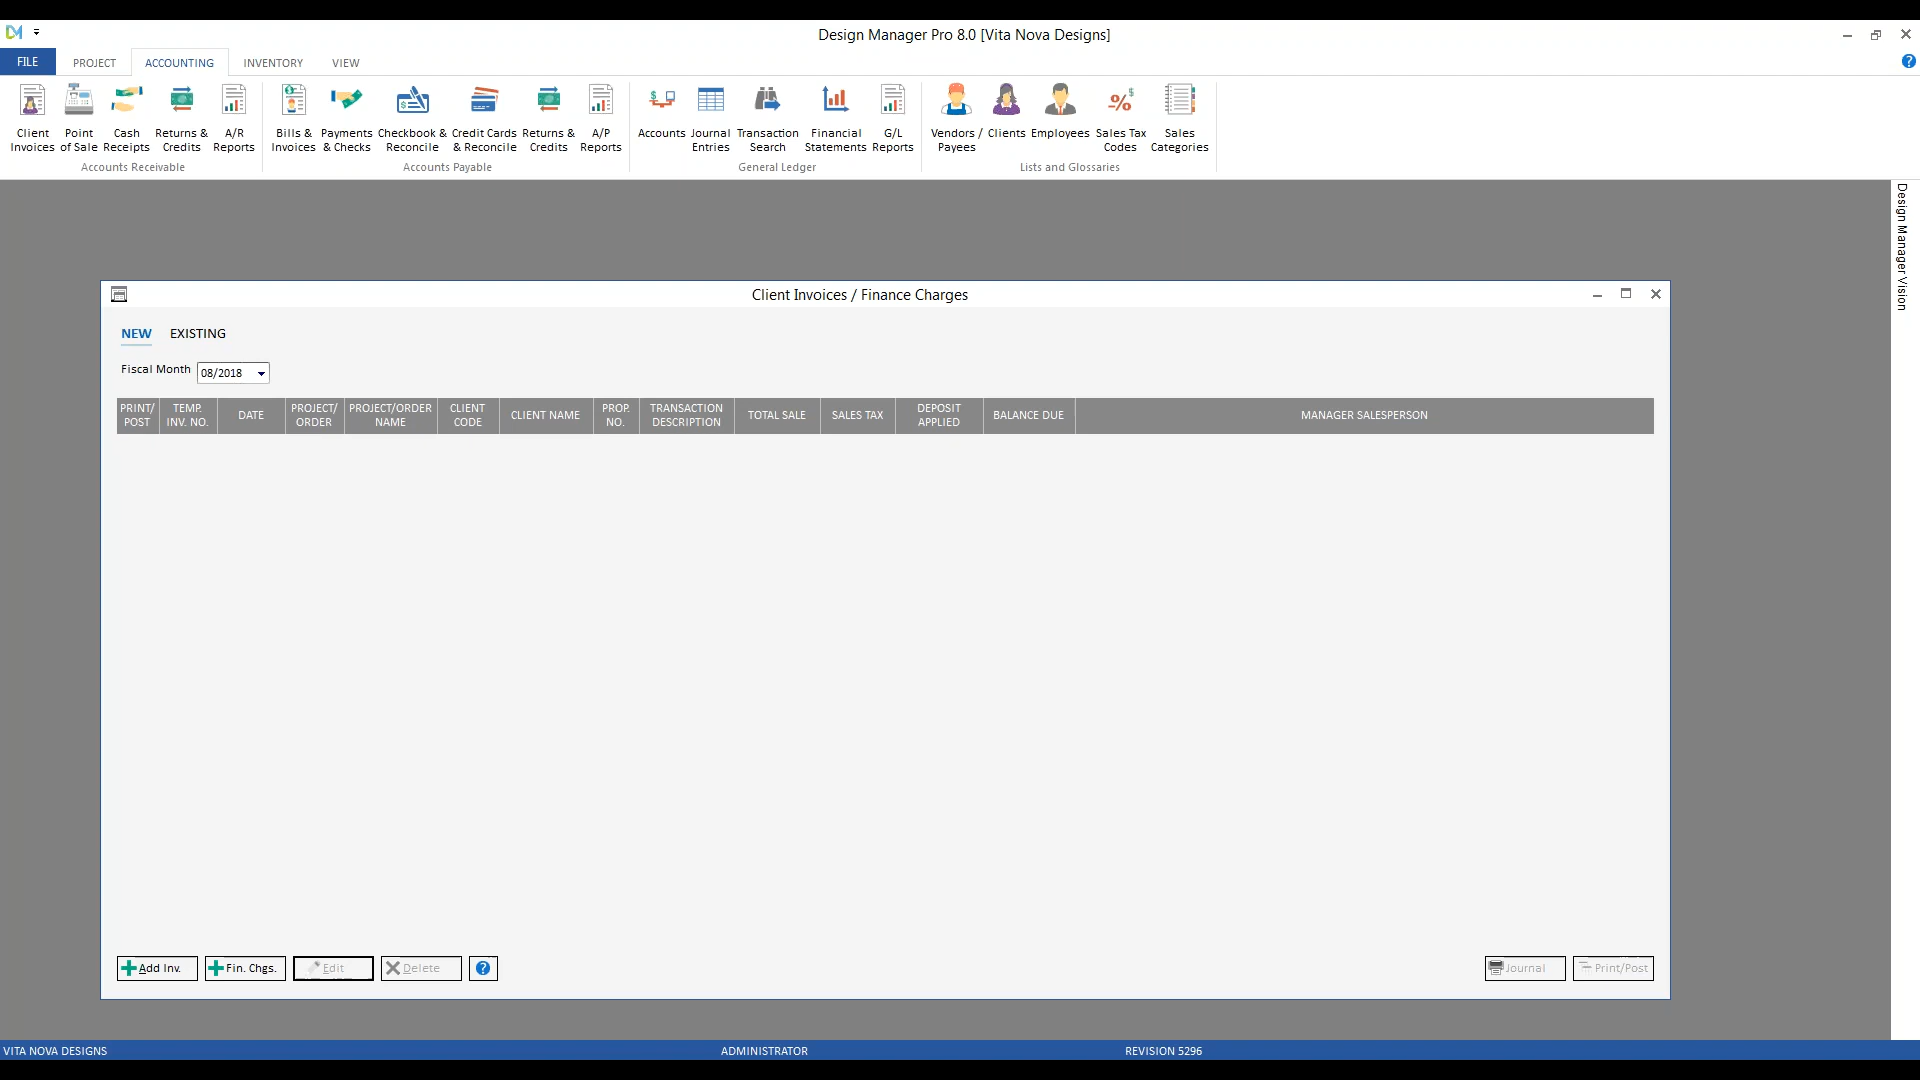 Design Manager Pro 8.0 [Vita Nova Designs]
FILE PROJECT ACCOUNTING INVENTORY VIEW
Client Invoices
Point of Sale
Cash Receipts
Returns & Credits
A/R Reports
Accounts Receivable
Bills & Invoices
Payments & Checks
Checkbook & Reconcile
Credit Cards & Reconcile
Returns & Credits
A/P Reports
Accounts Payable
Accounts
Journal Entries
Transaction Search
Financial Statements
G/L Reports
General Ledger
Vendors / Payees
Clients
Employees
Sales Tax Codes
Sales Categories
Lists and Glossaries
Design Manager Vision
Client Invoices / Finance Charges
NEW EXISTING
Fiscal Month 08/2018
PRINT/ POST
TEMP. INV. NO.
DATE
PROJECT/ ORDER
PROJECT/ORDER NAME
CLIENT CODE
CLIENT NAME
PROP. NO.
TRANSACTION DESCRIPTION
TOTAL SALE
SALES TAX
DEPOSIT APPLIED
BALANCE DUE
MANAGER SALESPERSON
Add Inv. Fin. Chgs. Edit Delete ? Journal Print/Post
VITA NOVA DESIGNS ADMINISTRATOR REVISION 5296